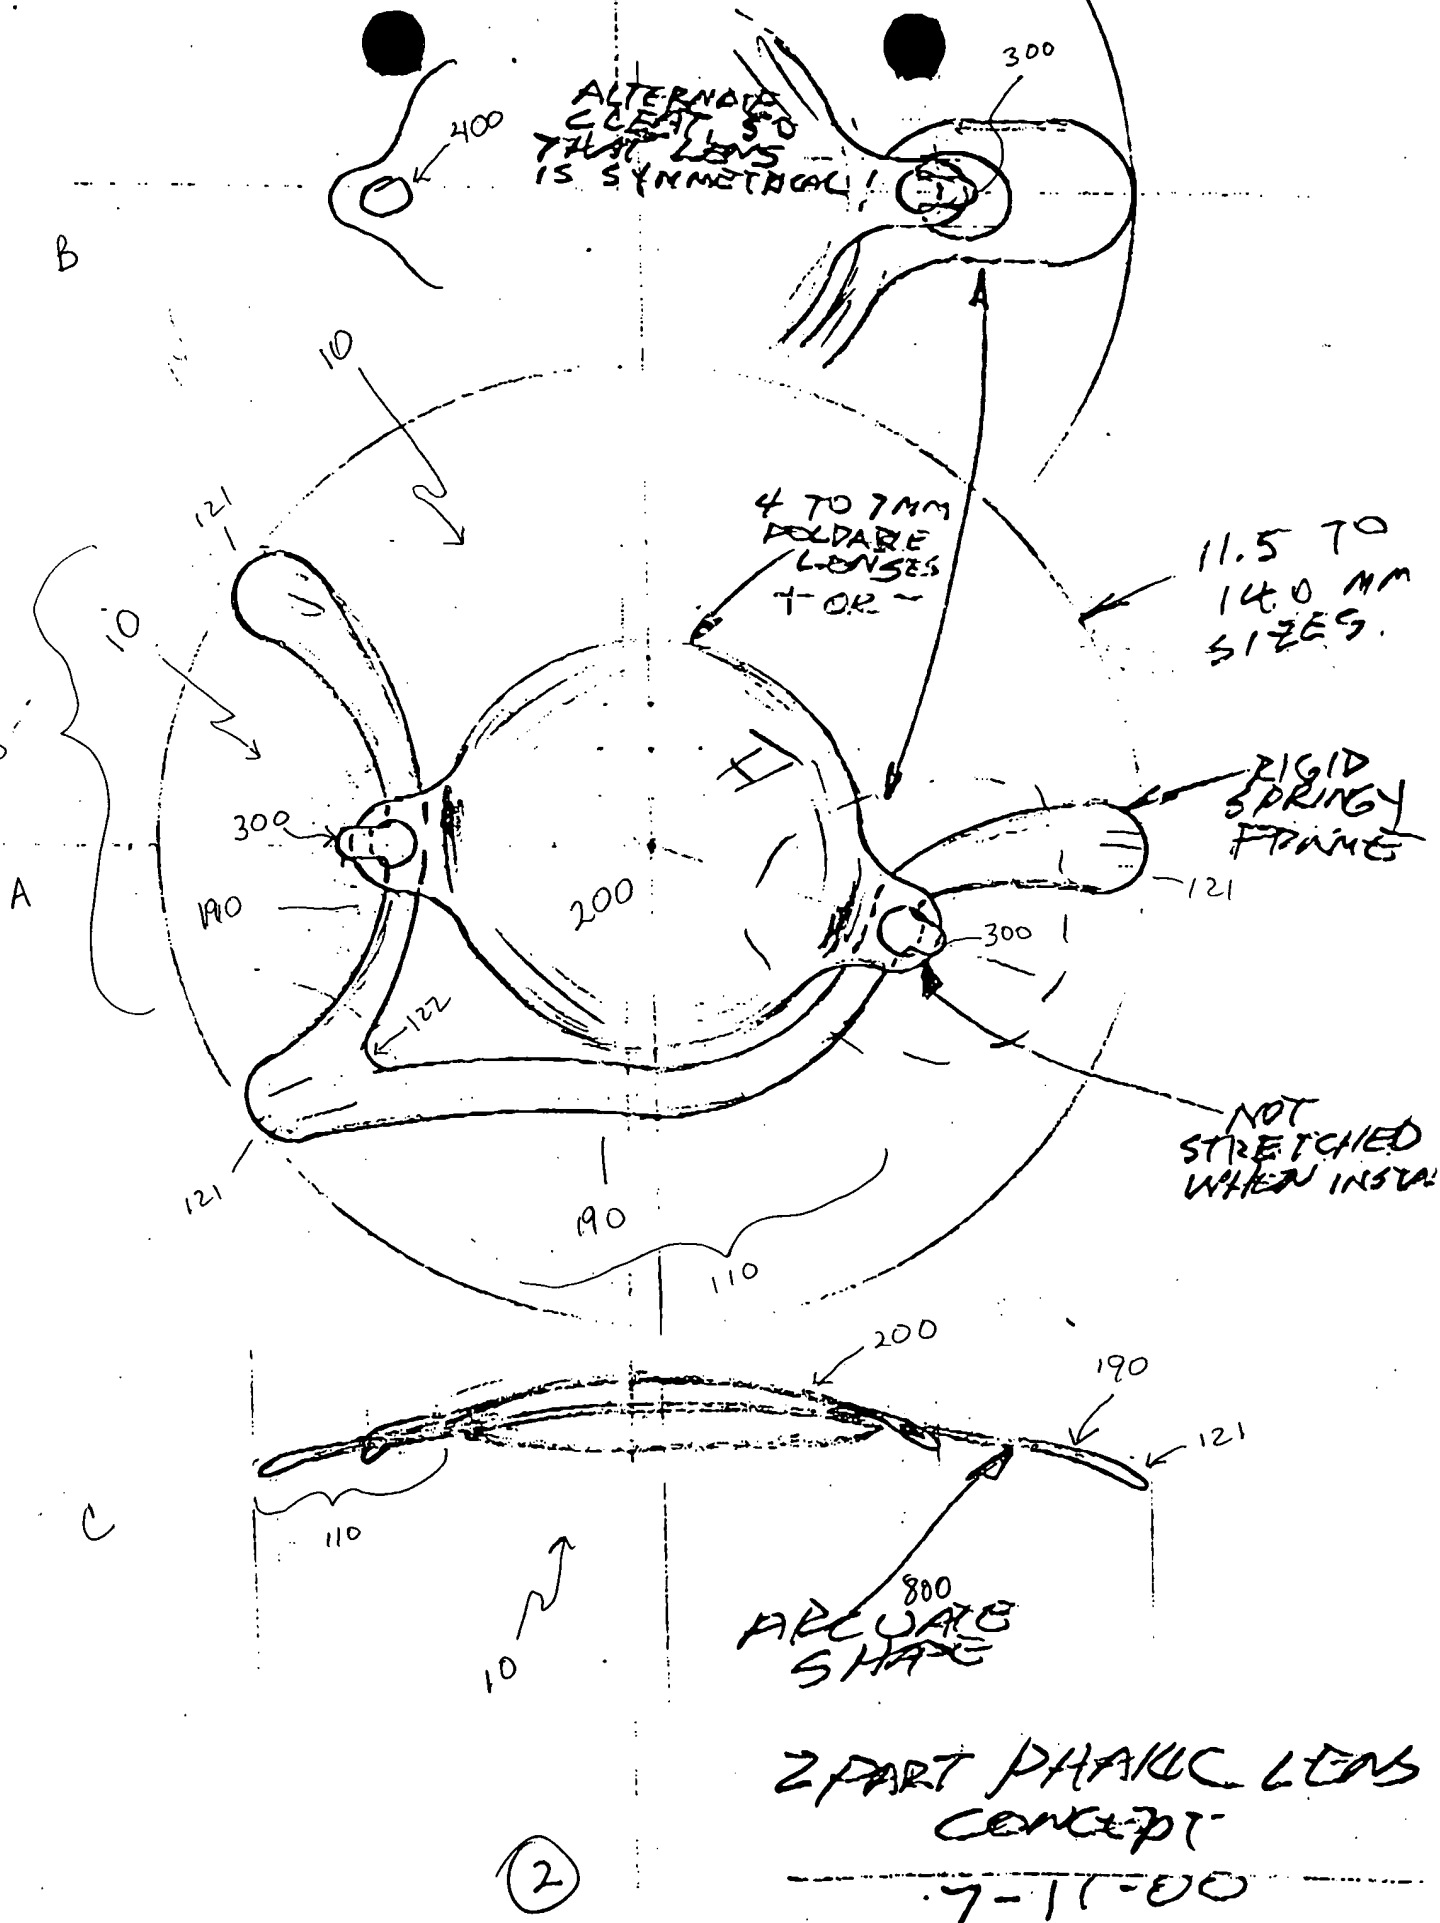 300
ALTERNATE
CLEAT SO
THAT LENS
IS SYMMETRICAL!
400
B
10
121
4 TO 7MM
FOLDABLE
LENSES
+ OR -
11.5 TO
14.0 MM
SIZES.
10
RIGID
SPRINGY
FRAME
300
121
A
190
200
300
122
NOT
STRETCHED
WHEN INSTA
121
190
110
200
190
121
C
110
800
ARCUATE
SHAPE
10
2 PART PHAKIC LENS
CONCEPT
7-11-00
2